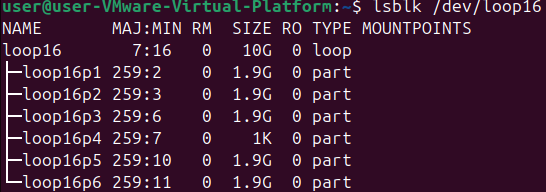 user@user-VMware-Virtual-Platform:~$ lsblk /dev/loop16
NAME MAJ:MIN RM SIZE RO TYPE MOUNTPOINTS
loop16 7:16 0 10G 0 loop
├─loop16p1 259:2 0 1.9G 0 part
├─loop16p2 259:3 0 1.9G 0 part
├─loop16p3 259:6 0 1.9G 0 part
├─loop16p4 259:7 0 1K 0 part
├─loop16p5 259:10 0 1.9G 0 part
└─loop16p6 259:11 0 1.9G 0 part